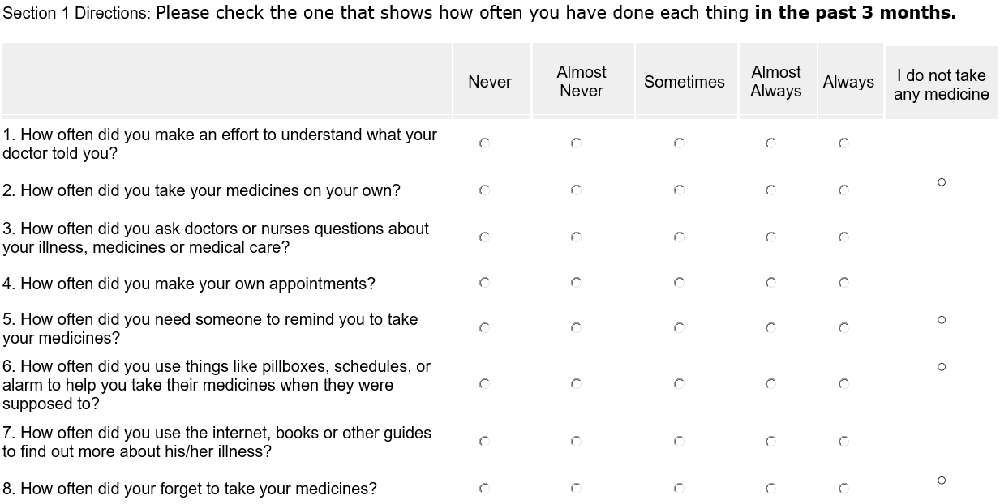 Section 1 Directions: Please check the one that shows how often you have done each thing in the past 3 months.
Never
Almost
Never
Sometimes
Almost
Always
Always
I do not take
any medicine
1. How often did you make an effort to understand what your
doctor told you?
2. How often did you take your medicines on your own?
3. How often did you ask doctors or nurses questions about
your illness, medicines or medical care?
4. How often did you make your own appointments?
5. How often did you need someone to remind you to take
your medicines?
6. How often did you use things like pillboxes, schedules, or
alarm to help you take their medicines when they were
supposed to?
7. How often did you use the internet, books or other guides
to find out more about his/her illness?
8. How often did your forget to take your medicines?